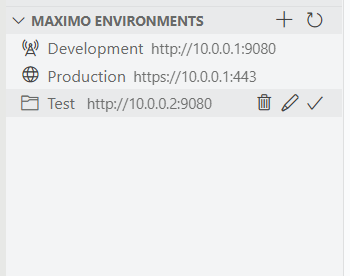 MAXIMO ENVIRONMENTS
Development http://10.0.0.1:9080
Production https://10.0.0.1:443
Test http://10.0.0.2:9080